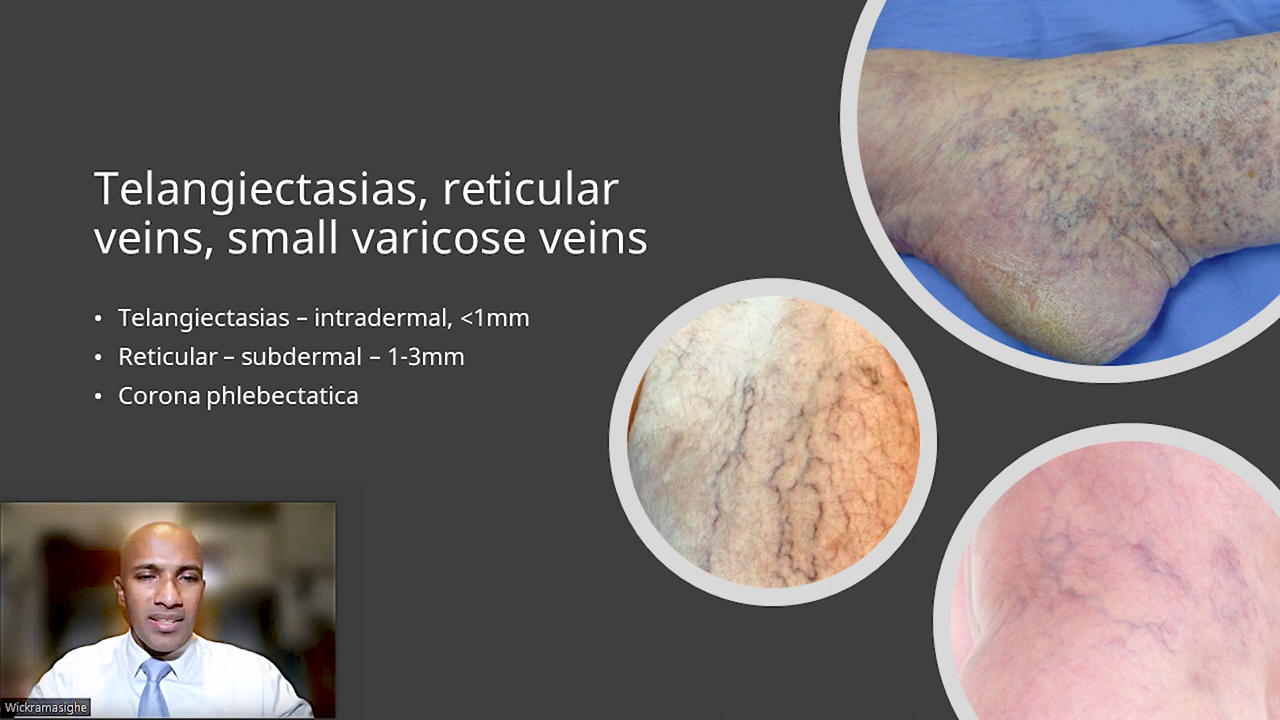 Telangiectasias, reticular
veins, small varicose veins
• Telangiectasias – intradermal, <1mm
• Reticular – subdermal – 1-3mm
• Corona phlebectatica
Wickramasighe